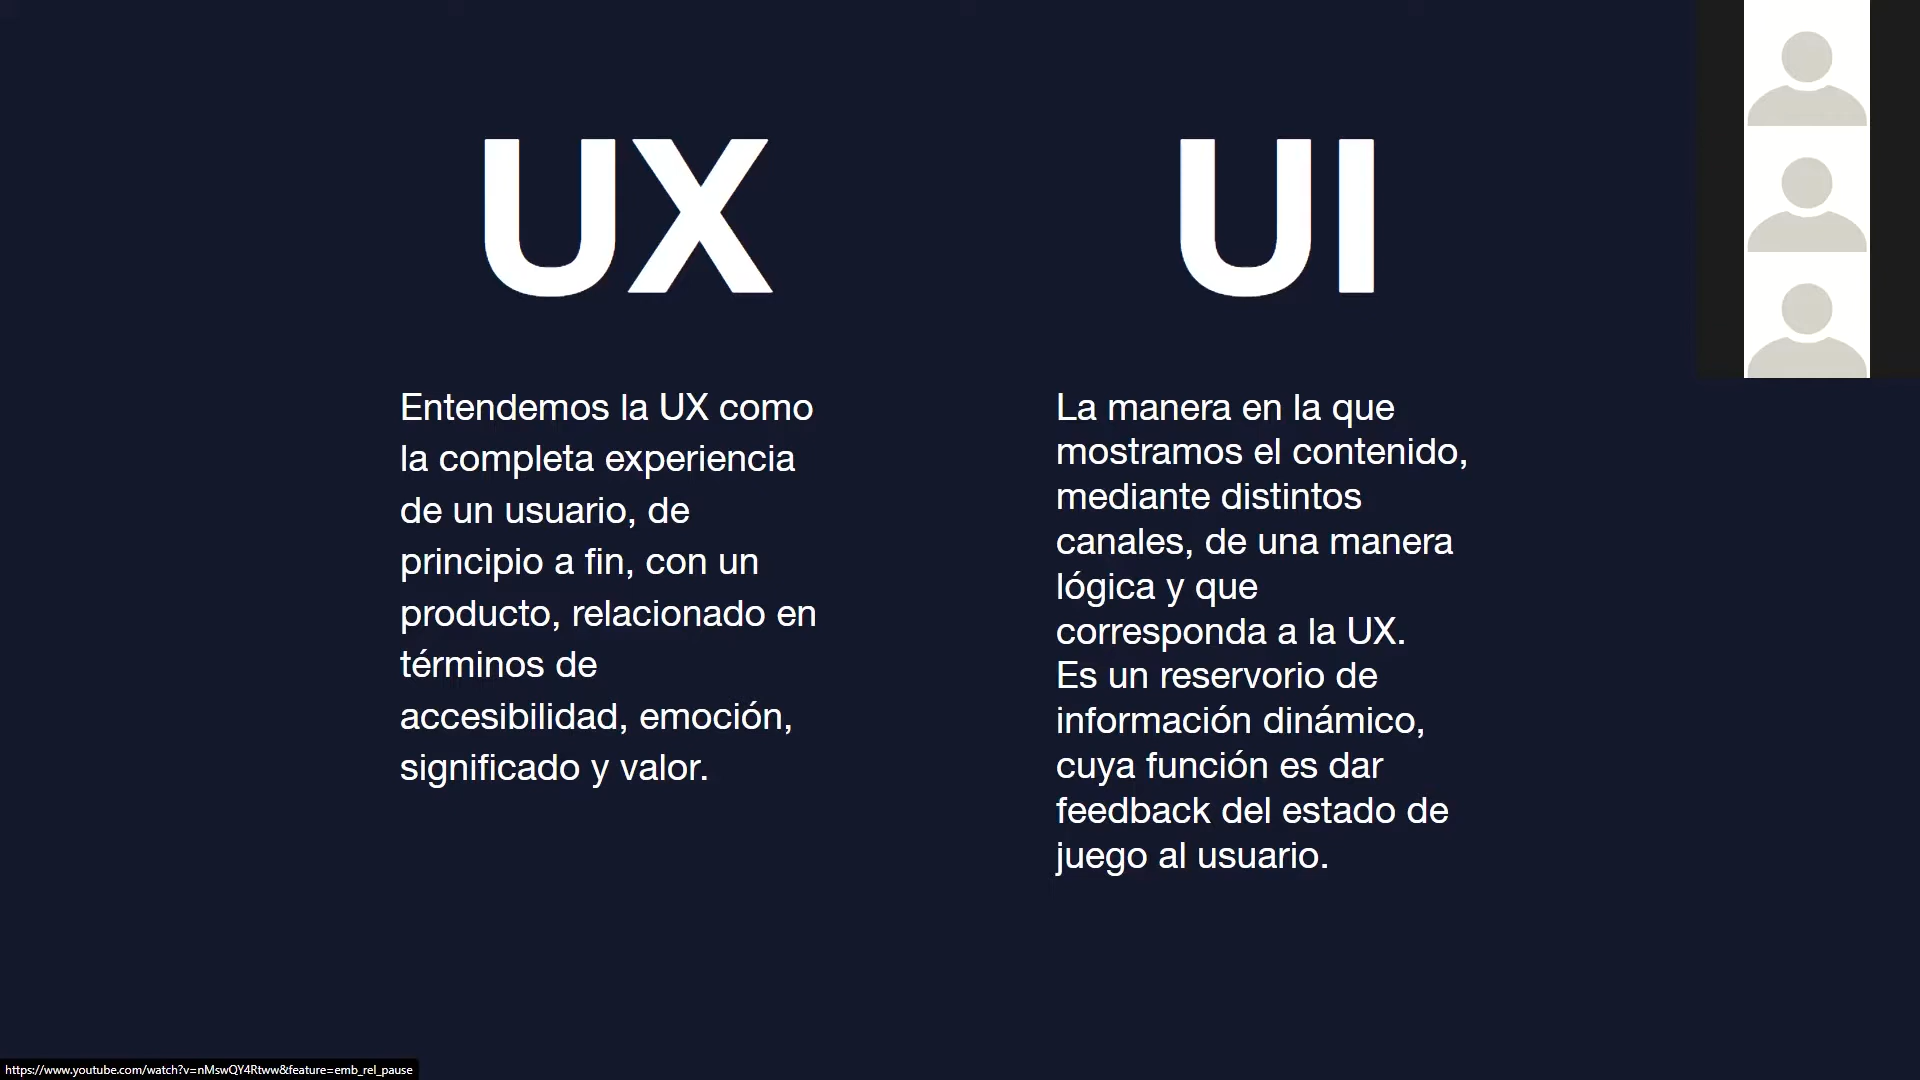 UX
Entendemos la UX como
la completa experiencia
de un usuario, de
principio a fin, con un
producto, relacionado en
términos de
accesibilidad, emoción,
significado y valor.
UI
La manera en la que
mostramos el contenido,
mediante distintos
canales, de una manera
lógica y que
corresponda a la UX.
Es un reservorio de
información dinámico,
cuya función es dar
feedback del estado de
juego al usuario.
https://www.youtube.com/watch?v=nMswQY4Rtww&feature=emb_rel_pause